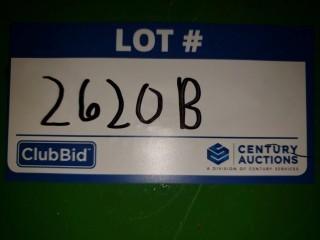 LOT #
2620B
ClubBid
CENTURY
AUCTIONS
A DIVISION OF CENTURY SERVICES